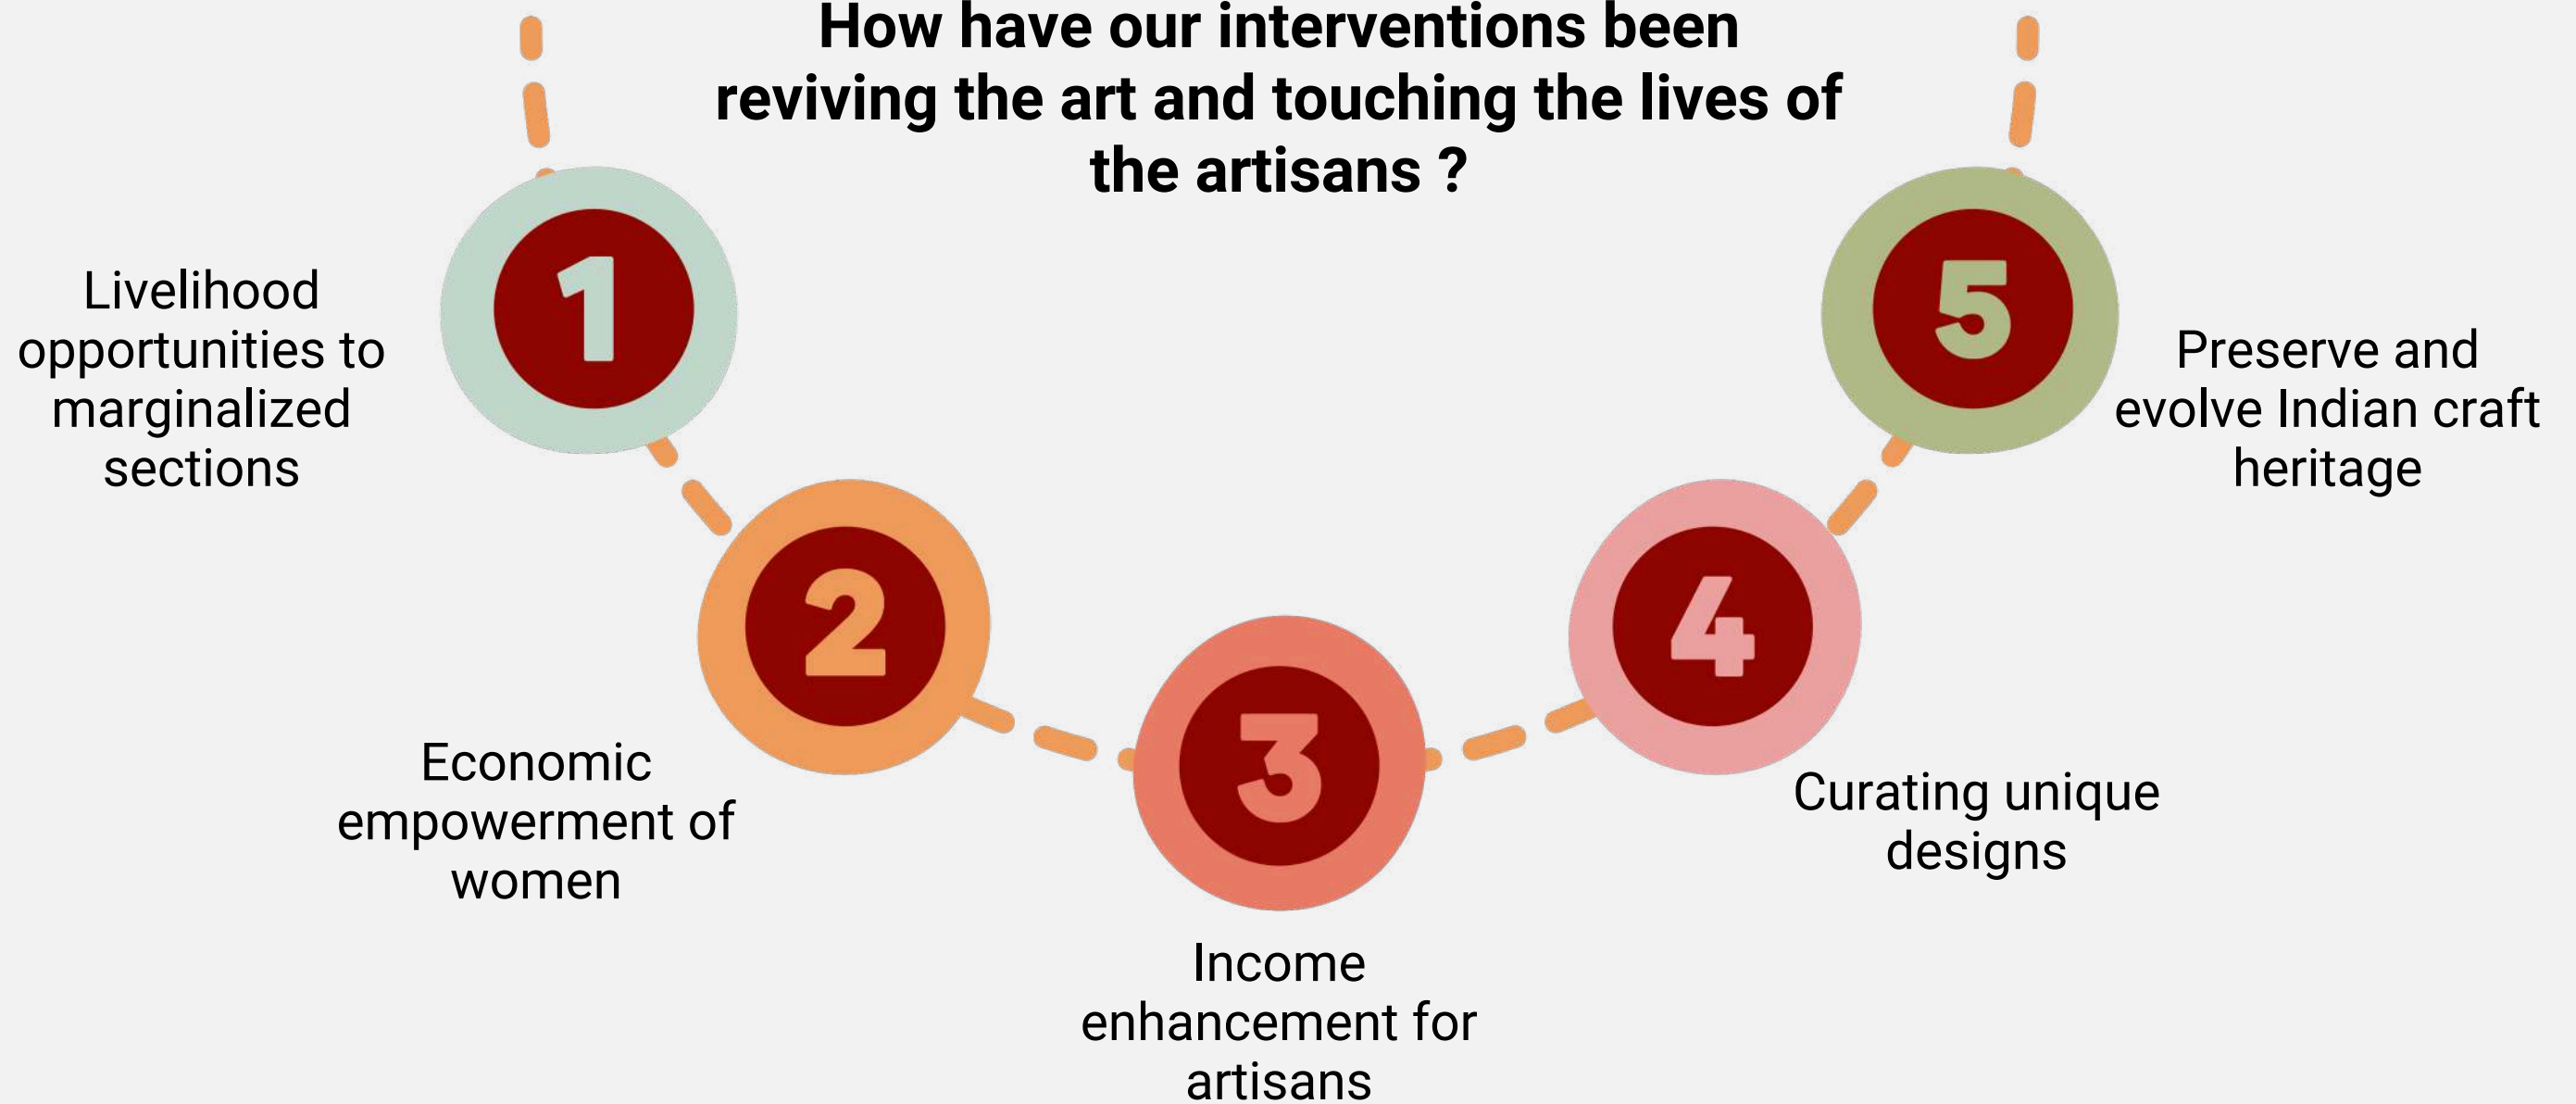 How have our interventions been
reviving the art and touching the lives of
the artisans ?
1
Livelihood
opportunities to
marginalized
sections
2
Economic
empowerment of
women
3
Income
enhancement for
artisans
4
Curating unique
designs
5
Preserve and
evolve Indian craft
heritage